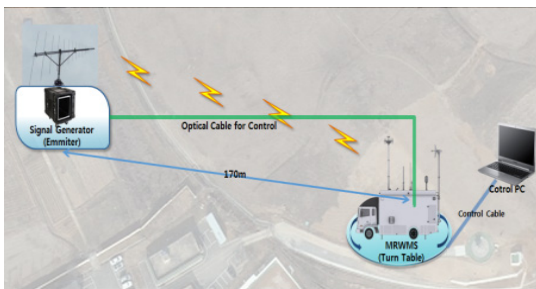 Signal Generator
(Emmiter)
Optical Cable for Control
170m
Cotrol PC
Control Cable
MRWMS
(Turn Table)